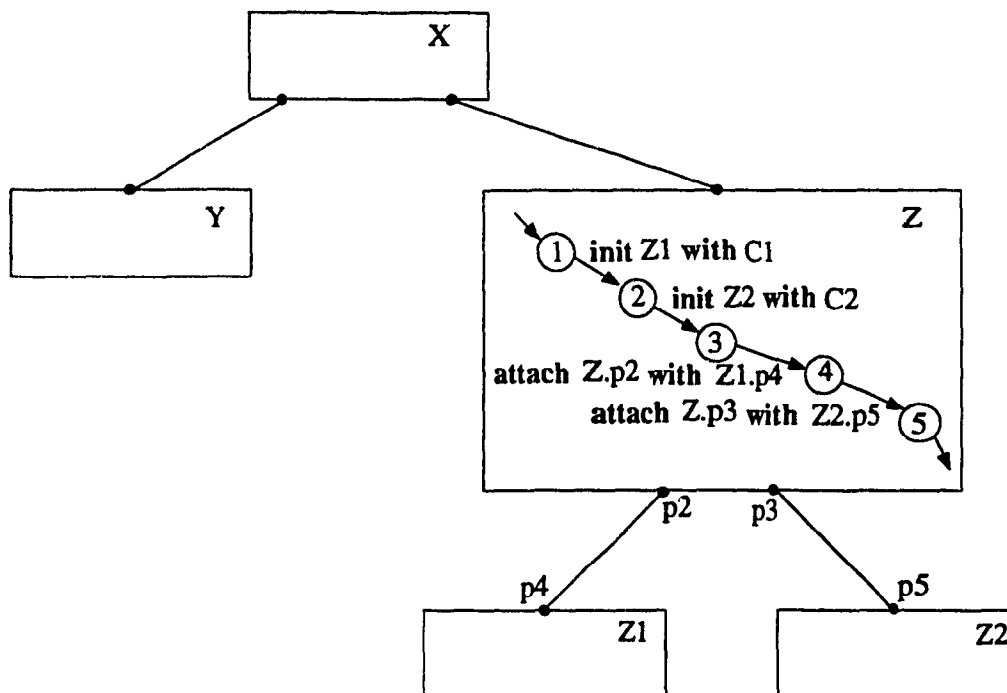 X
Y
Z
1 init Z1 with C1
2 init Z2 with C2
3
attach Z.p2 with Z1.p4 4
attach Z.p3 with Z2.p5 5
p2 p3
p4 p5
Z1 Z2